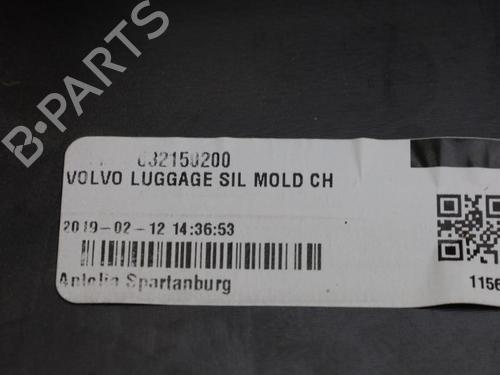 B-PARTS
032150200
VOLVO LUGGAGE SIL MOLD CH
2019-02-12 14:36:53
Antolin Spartanburg
1156